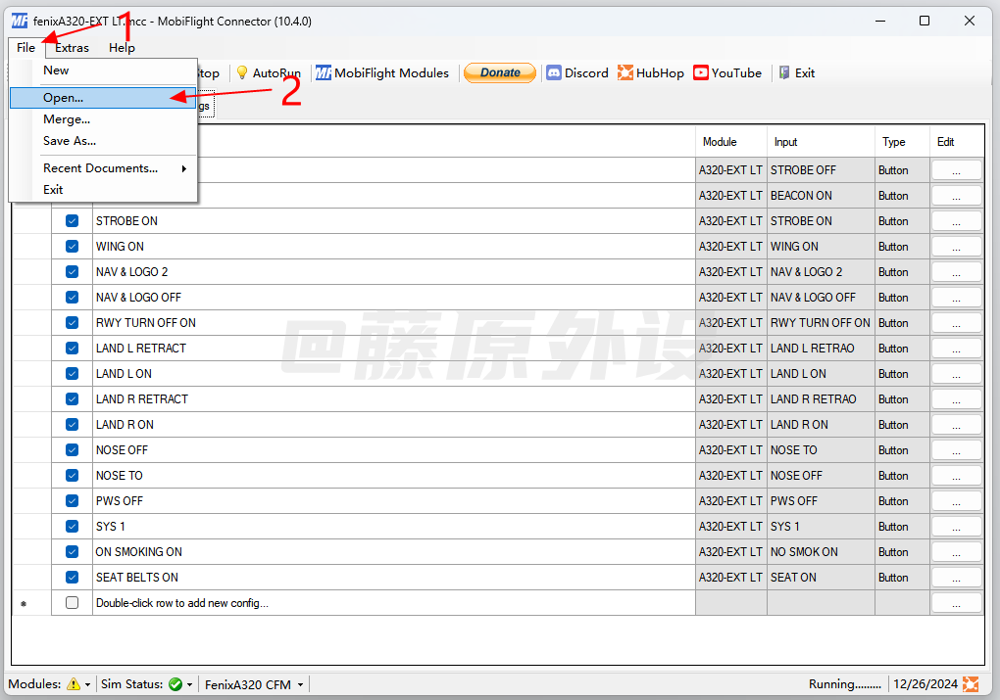 MF fenixA320-EXT LT.mcc - MobiFlight Connector (10.4.0)
1
File Extras Help
New
Stop AutoRun MF MobiFlight Modules Donate Discord HubHop YouTube Exit
Open...
2
gs
Merge...
Save As...
Recent Documents...
Exit
Module Input Type Edit
A320-EXT LT STROBE OFF Button ...
A320-EXT LT BEACON ON Button ...
STROBE ON A320-EXT LT STROBE ON Button ...
WING ON A320-EXT LT WING ON Button ...
NAV & LOGO 2 A320-EXT LT NAV & LOGO 2 Button ...
NAV & LOGO OFF A320-EXT LT NAV & LOGO OFF Button ...
RWY TURN OFF ON A320-EXT LT RWY TURN OFF ON Button ...
@藤原外设
LAND L RETRACT A320-EXT LT LAND L RETRAO Button ...
LAND L ON A320-EXT LT LAND L ON Button ...
LAND R RETRACT A320-EXT LT LAND R RETRAO Button ...
LAND R ON A320-EXT LT LAND R ON Button ...
NOSE OFF A320-EXT LT NOSE TO Button ...
NOSE TO A320-EXT LT NOSE OFF Button ...
PWS OFF A320-EXT LT PWS OFF Button ...
SYS 1 A320-EXT LT SYS 1 Button ...
ON SMOKING ON A320-EXT LT NO SMOK ON Button ...
SEAT BELTS ON A320-EXT LT SEAT ON Button ...
* Double-click row to add new config... ...
Modules: Sim Status: FenixA320 CFM Running......... 12/26/2024